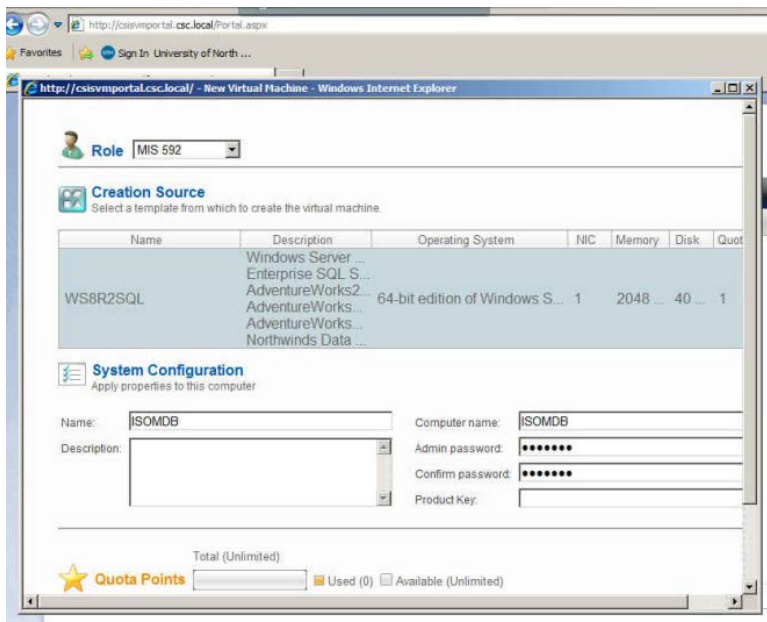 http://csisvmportal.csc.local/Portal.aspx
Favorites Sign In University of North ...
http://csisvmportal.csc.local/ - New Virtual Machine - Windows Internet Explorer
Role MIS 592
Creation Source
Select a template from which to create the virtual machine.
Name Description Operating System NIC Memory Disk Quot
WS8R2SQL
Windows Server ...
Enterprise SQL S...
AdventureWorks2...
AdventureWorks...
AdventureWorks...
Northwinds Data ...
64-bit edition of Windows S... 1 2048 ... 40 ... 1
System Configuration
Apply properties to this computer
Name: ISOMDB
Description:
Computer name: ISOMDB
Admin password: •••••••
Confirm password: •••••••
Product Key:
Total (Unlimited)
Quota Points Used (0) Available (Unlimited)